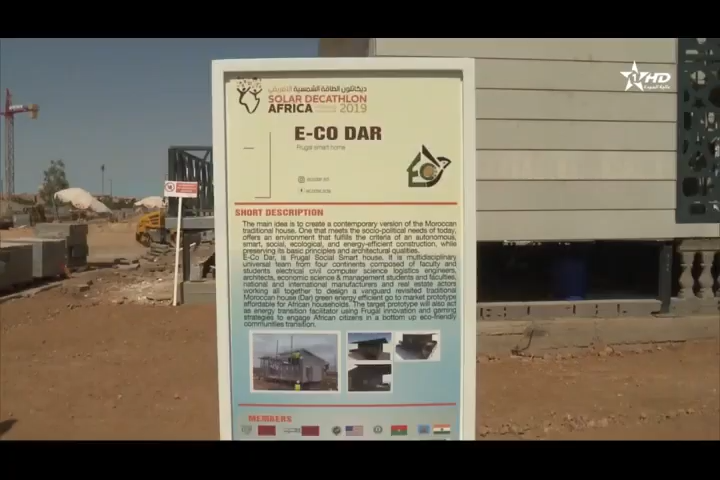 1HD
ديكاتلون الطاقة الشمسية الافريقي
SOLAR DECATHLON
AFRICA
2019
E-CO DAR
Frugal smart home
SHORT DESCRIPTION
The main idea is to create a contemporary version of the Moroccan
traditional house. One that meets the socio-political needs of today,
offers an environment that fulfills the criteria of an autonomous,
smart, social, ecological, and energy-efficient construction, while
preserving its basic principles and architectural qualities.
E-Co Dar, is Frugal Social Smart house. It is multidisciplinary
universal team from four continents composed of faculty and
students electrical civil computer science logistics engineers,
architects, economic science & management students and faculties,
national and international manufacturers and real estate actors
working all together to design a vanguard revisited traditional
Moroccan house (Dar) green energy efficient go to market prototype
affordable for African households. The target prototype will also act
as energy transition facilitator using Frugal innovation and gaming
strategies to engage African citizens in a bottom up eco-friendly
communities transition.
MEMBERS